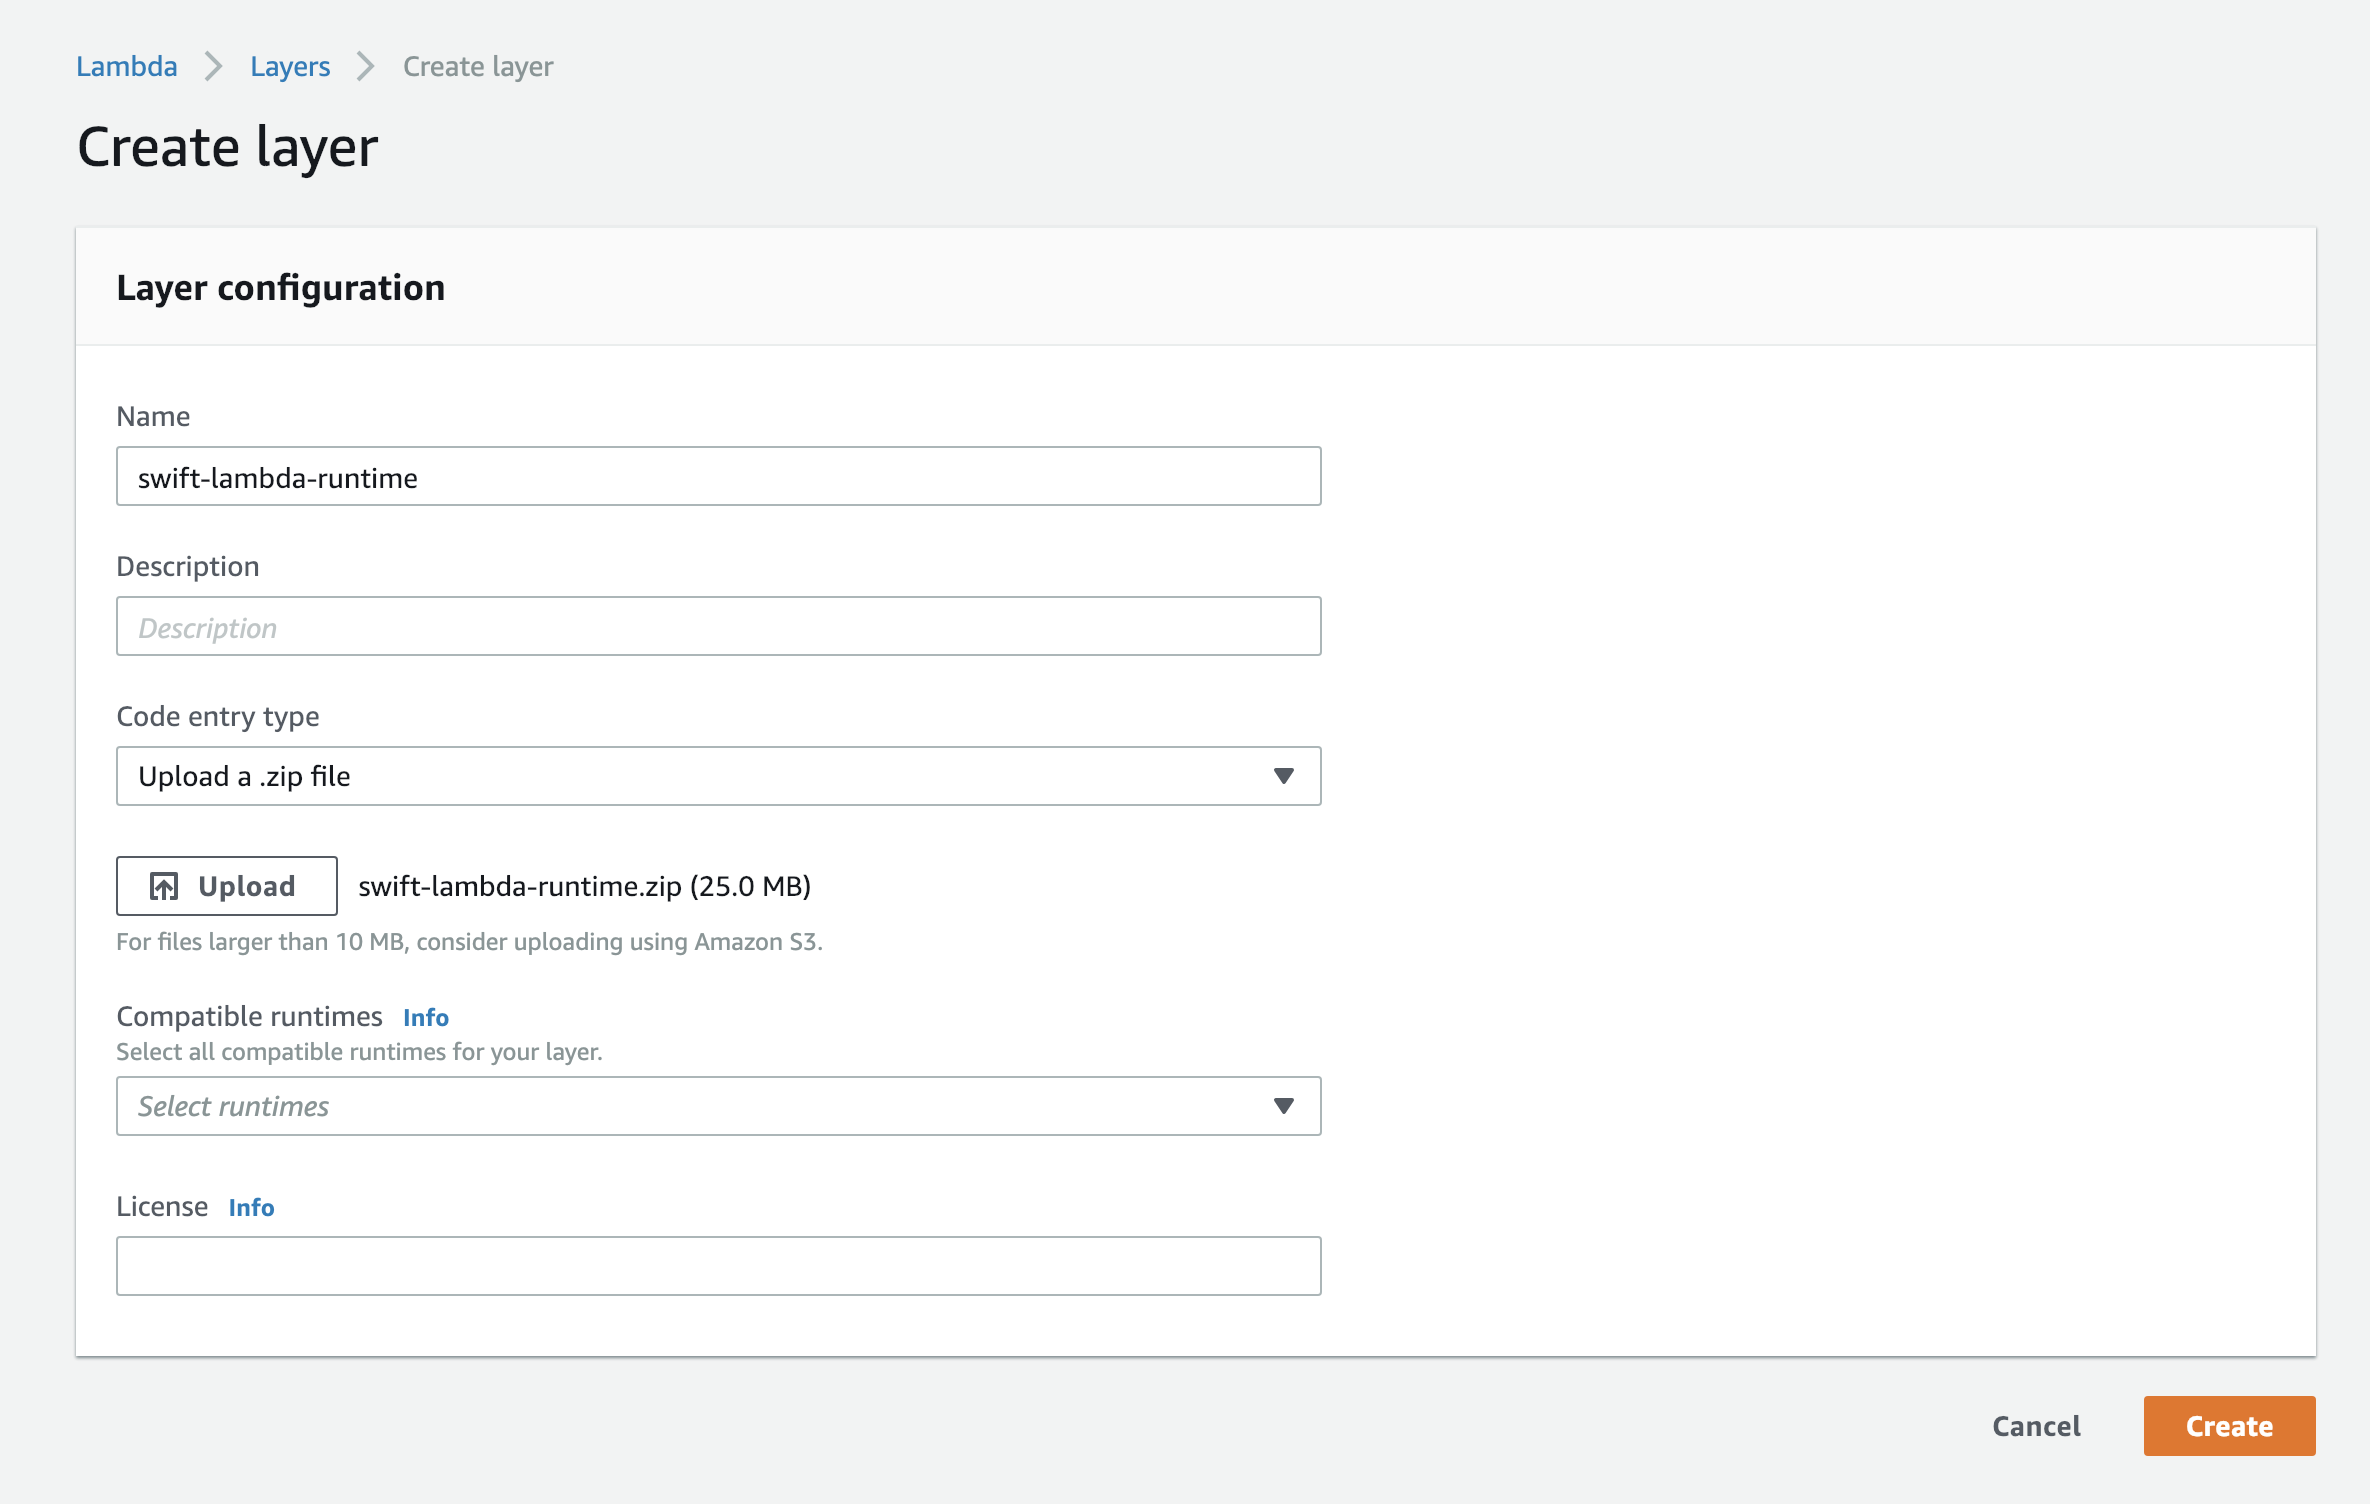 Lambda > Layers > Create layer
Create layer
Layer configuration
Name
swift-lambda-runtime
Description
Description
Code entry type
Upload a .zip file
Upload swift-lambda-runtime.zip (25.0 MB)
For files larger than 10 MB, consider uploading using Amazon S3.
Compatible runtimes Info
Select all compatible runtimes for your layer.
Select runtimes
License Info
Cancel Create